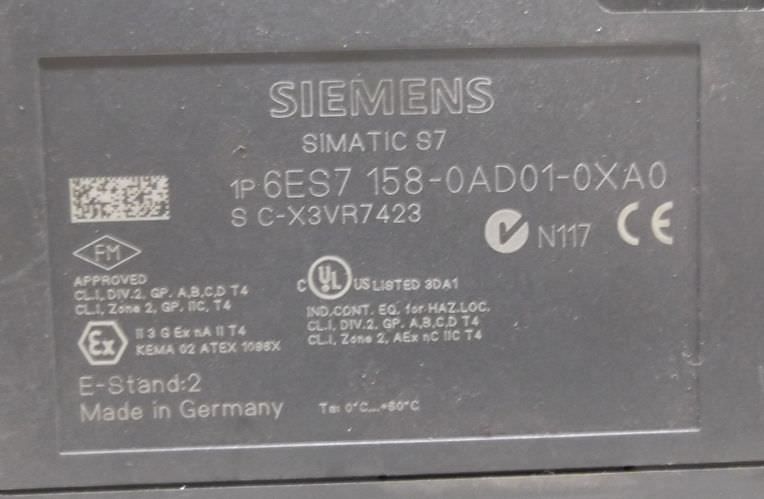 SIEMENS
SIMATIC S7
1P 6ES7 158-0AD01-0XA0
S C-X3VR7423
N117 CE
FM
APPROVED
CL.I, DIV.2, GP. A,B,C,D T4
CL.I, Zone 2, GP. IIC, T4
C UL US LISTED 3DA1
IND.CONT. EQ. for HAZ.LOC.
CL.I, DIV.2, GP. A,B,C,D T4
CL.I, Zone 2, AEx nC IIC T4
Ex II 3 G Ex nA II T4
KEMA 02 ATEX 1096X
E-Stand:2
Made in Germany
Ta: 0°C...+60°C